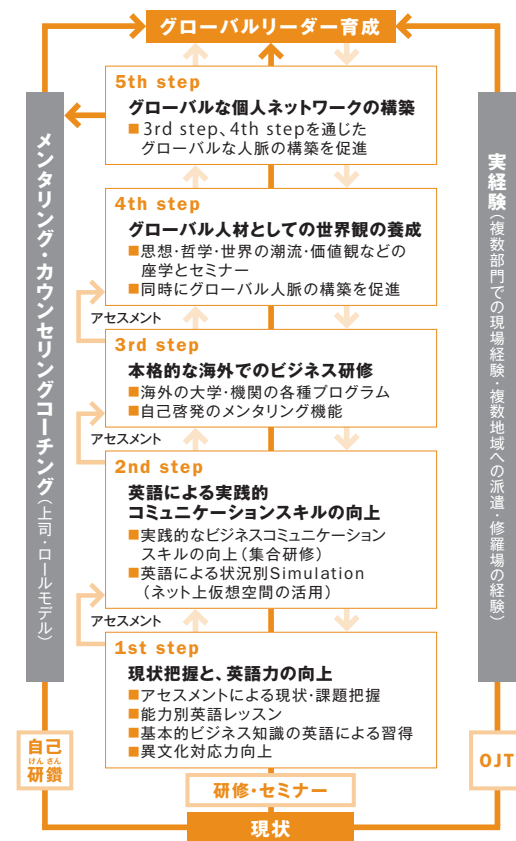 グローバルリーダー育成
5th step
グローバルな個人ネットワークの構築
■3rd step、4th stepを通じた
グローバルな人脈の構築を促進
4th step
グローバル人材としての世界観の養成
■思想・哲学・世界の潮流・価値観などの
座学とセミナー
■同時にグローバル人脈の構築を促進
アセスメント
3rd step
本格的な海外でのビジネス研修
■海外の大学・機関の各種プログラム
■自己啓発のメンタリング機能
アセスメント
2nd step
英語による実践的
コミュニケーションスキルの向上
■実践的なビジネスコミュニケーション
スキルの向上（集合研修）
■英語による状況別Simulation
（ネット上仮想空間の活用）
アセスメント
1st step
現状把握と、英語力の向上
■アセスメントによる現状・課題把握
■能力別英語レッスン
■基本的ビジネス知識の英語による習得
■異文化対応力向上
メンタリング・カウンセリングコーチング（上司・ロールモデル）
実経験（複数部門での現場経験・複数地域への派遣・修羅場の経験）
自己
けんさん
研鑽
OJT
研修・セミナー
現状